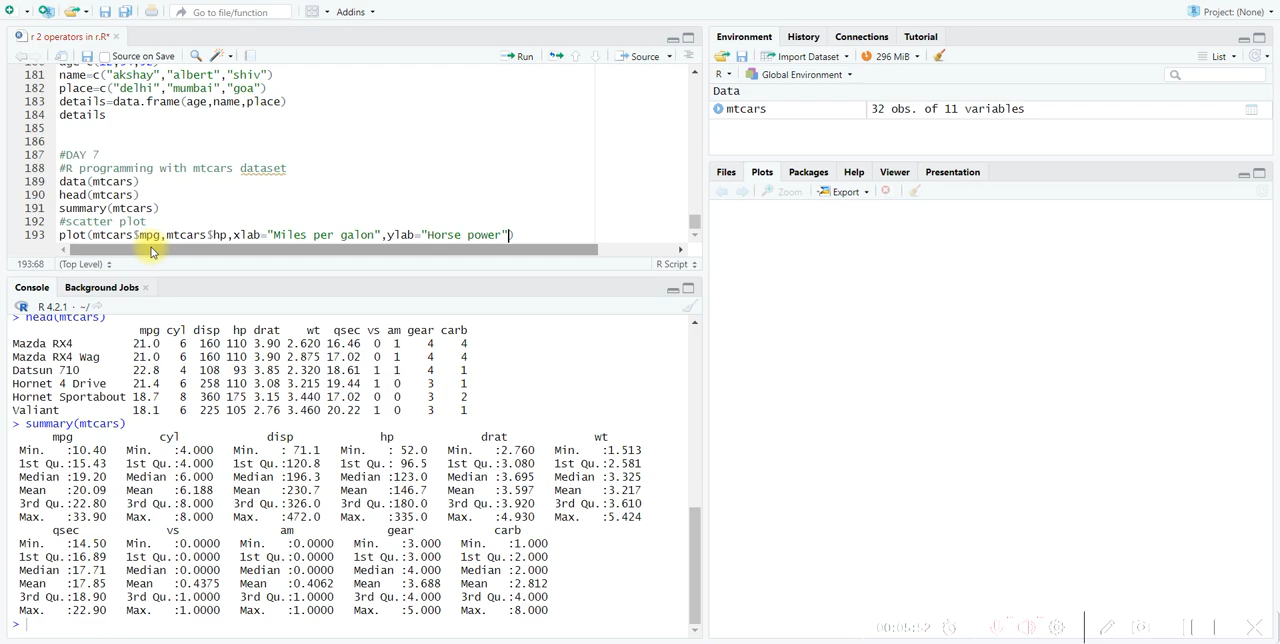 Go to file/function
Addins
Project: (None)
r 2 operators in r.R*
Source on Save
Run
Source
181 name=c("akshay","albert","shiv")
182 place=c("delhi","mumbai","goa")
183 details=data.frame(age,name,place)
184 details
185
186
187 #DAY 7
188 #R programming with mtcars dataset
189 data(mtcars)
190 head(mtcars)
191 summary(mtcars)
192 #scatter plot
193 plot(mtcars$mpg,mtcars$hp,xlab="Miles per galon",ylab="Horse power")
193:68 (Top Level) R Script
Console Background Jobs
R 4.2.1 · ~/
> head(mtcars)
mpg cyl disp hp drat wt qsec vs am gear carb
Mazda RX4 21.0 6 160 110 3.90 2.620 16.46 0 1 4 4
Mazda RX4 Wag 21.0 6 160 110 3.90 2.875 17.02 0 1 4 4
Datsun 710 22.8 4 108 93 3.85 2.320 18.61 1 1 4 1
Hornet 4 Drive 21.4 6 258 110 3.08 3.215 19.44 1 0 3 1
Hornet Sportabout 18.7 8 360 175 3.15 3.440 17.02 0 0 3 2
Valiant 18.1 6 225 105 2.76 3.460 20.22 1 0 3 1
> summary(mtcars)
mpg cyl disp hp drat wt
Min. :10.40 Min. :4.000 Min. : 71.1 Min. : 52.0 Min. :2.760 Min. :1.513
1st Qu.:15.43 1st Qu.:4.000 1st Qu.:120.8 1st Qu.: 96.5 1st Qu.:3.080 1st Qu.:2.581
Median :19.20 Median :6.000 Median :196.3 Median :123.0 Median :3.695 Median :3.325
Mean :20.09 Mean :6.188 Mean :230.7 Mean :146.7 Mean :3.597 Mean :3.217
3rd Qu.:22.80 3rd Qu.:8.000 3rd Qu.:326.0 3rd Qu.:180.0 3rd Qu.:3.920 3rd Qu.:3.610
Max. :33.90 Max. :8.000 Max. :472.0 Max. :335.0 Max. :4.930 Max. :5.424
qsec vs am gear carb
Min. :14.50 Min. :0.0000 Min. :0.0000 Min. :3.000 Min. :1.000
1st Qu.:16.89 1st Qu.:0.0000 1st Qu.:0.0000 1st Qu.:3.000 1st Qu.:2.000
Median :17.71 Median :0.0000 Median :0.0000 Median :4.000 Median :2.000
Mean :17.85 Mean :0.4375 Mean :0.4062 Mean :3.688 Mean :2.812
3rd Qu.:18.90 3rd Qu.:1.0000 3rd Qu.:1.0000 3rd Qu.:4.000 3rd Qu.:4.000
Max. :22.90 Max. :1.0000 Max. :1.0000 Max. :5.000 Max. :8.000
>
Environment History Connections Tutorial
Import Dataset 296 MiB List
R Global Environment
Data
mtcars 32 obs. of 11 variables
Files Plots Packages Help Viewer Presentation
Zoom Export
00:05:52